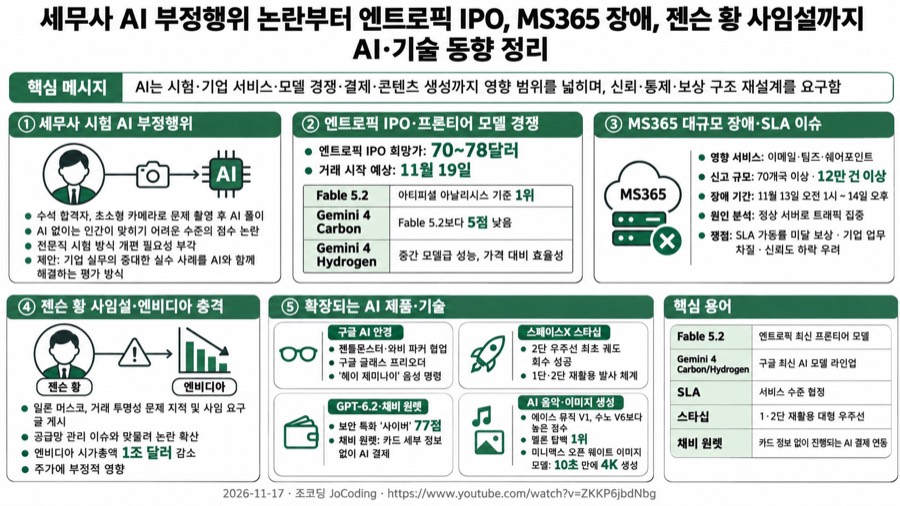 세무사 AI 부정행위 논란부터 엔트로픽 IPO, MS365 장애, 젠슨 황 사임설까지
AI·기술 동향 정리
핵심 메시지
AI는 시험·기업 서비스·모델 경쟁·결제·콘텐츠 생성까지 영향 범위를 넓히며, 신뢰·통제·보상 구조 재설계를 요구함
① 세무사 시험 AI 부정행위
AI
• 수석 합격자, 초소형 카메라로 문제 촬영 후 AI 풀이
• AI 없이는 인간이 맞히기 어려운 수준의 점수 논란
• 전문직 시험 방식 개편 필요성 부각
• 제안: 기업 실무의 중대한 실수 사례를 AI와 함께
해결하는 평가 방식
② 엔트로픽 IPO·프론티어 모델 경쟁
• 엔트로픽 IPO 희망가: 70~78달러
• 거래 시작 예상: 11월 19일
Fable 5.2
아티피셜 아날리시스 기준 1위
Gemini 4
Carbon
Fable 5.2보다 5점 낮음
Gemini 4
Hydrogen
중간 모델급 성능, 가격 대비 효율성
③ MS365 대규모 장애·SLA 이슈
MS365
• 영향 서비스: 이메일·팀즈·쉐어포인트
• 신고 규모: 70개국 이상 · 12만 건 이상
• 장애 기간: 11월 13일 오전 1시 ~ 14일 오후
• 원인 분석: 정상 서버로 트래픽 집중
• 쟁점: SLA 가동률 미달 보상 · 기업 업무
차질 · 신뢰도 하락 우려
④ 젠슨 황 사임설·엔비디아 충격
젠슨 황
엔비디아
• 일론 머스코, 거래 투명성 문제 지적 및 사임 요구
글 게시
• 공급망 관리 이슈와 맞물려 논란 확산
• 엔비디아 시가총액 1조 달러 감소
• 주가에 부정적 영향
⑤ 확장되는 AI 제품·기술
구글 AI 안경
• 젠틀몬스터·와비 파커 협업
• 구글 글래스 프리오더
• '헤이 제미나이' 음성 명령
스페이스X 스타십
• 2단 우주선 최초 궤도
회수 성공
• 1단·2단 재활용 발사 체계
GPT-6.2·채비 원렛
• 보안 특화 '사이버' 77점
• 채비 원렛: 카드 세부 정보
없이 AI 결제
AI 음악·이미지 생성
• 에이스 뮤직 V1, 수노 V6보다
높은 점수
• 멜론 탑백 1위
• 미니맥스 오픈 웨이트 이미지
모델: 10초 만에 4K 생성
핵심 용어
Fable 5.2
엔트로픽 최신 프론티어 모델
Gemini 4
Carbon/Hydrogen
구글 최신 AI 모델 라인업
SLA
서비스 수준 협정
스타십
1·2단 재활용 대형 우주선
채비 원렛
카드 정보 없이 진행되는 AI 결제 연동
2026-11-17 · 조코딩 JoCoding · https://www.youtube.com/watch?v=ZKKP6jbdNbg